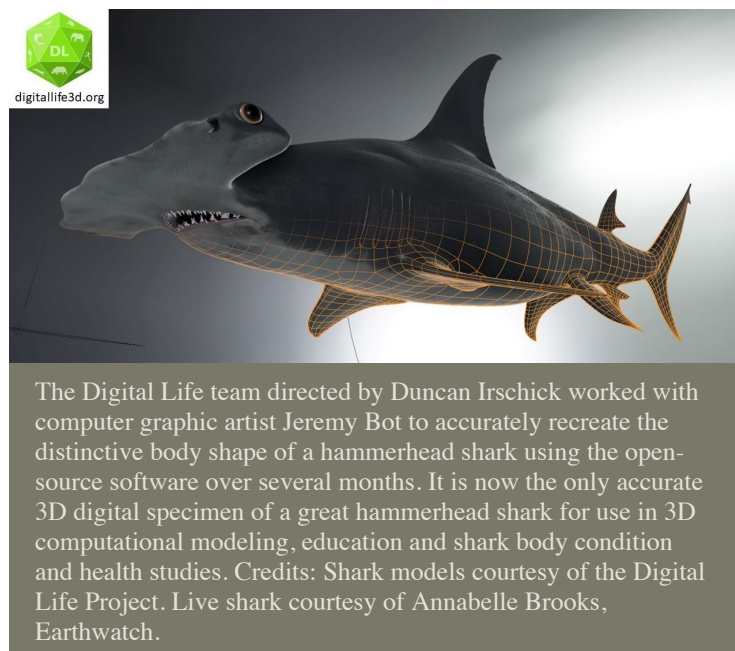 DL
digitallife3d.org
The Digital Life team directed by Duncan Irschick worked with
computer graphic artist Jeremy Bot to accurately recreate the
distinctive body shape of a hammerhead shark using the open-
source software over several months. It is now the only accurate
3D digital specimen of a great hammerhead shark for use in 3D
computational modeling, education and shark body condition
and health studies. Credits: Shark models courtesy of the Digital
Life Project. Live shark courtesy of Annabelle Brooks,
Earthwatch.